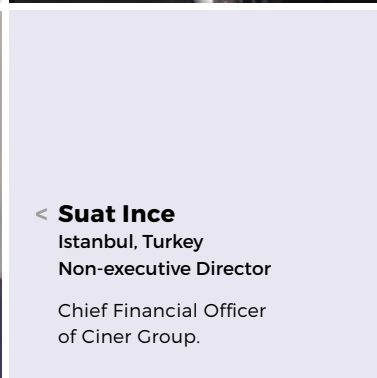 < Suat Ince
Istanbul, Turkey
Non-executive Director
Chief Financial Officer
of Ciner Group.